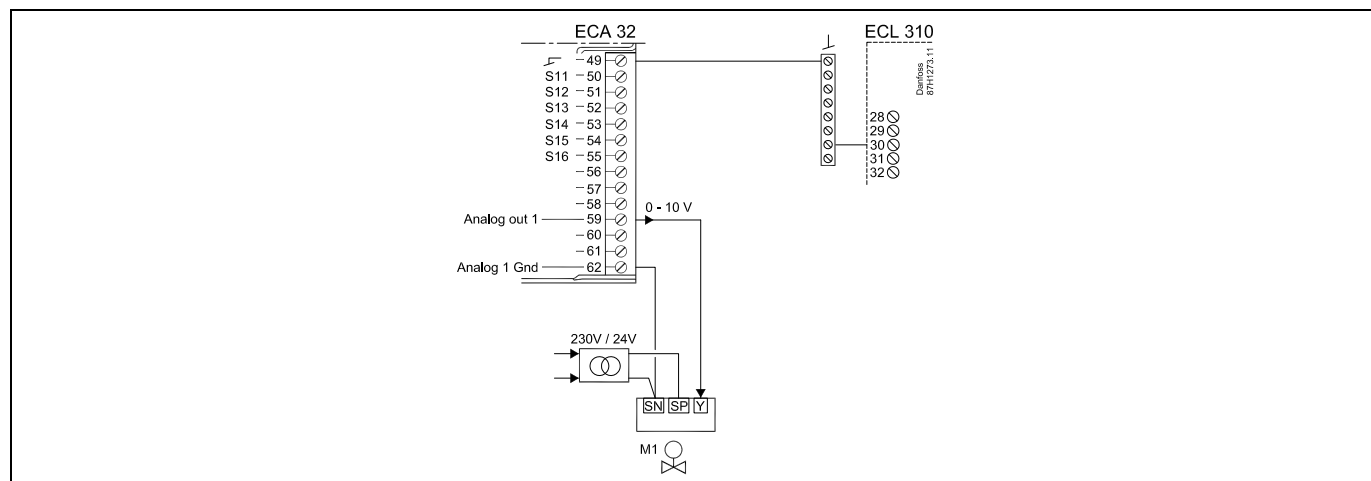 ECA 32
ECL 310
49
S11 - 50
S12 - 51
S13 - 52
S14 - 53
S15 - 54
S16 - 55
- 56
- 57
- 58
Analog out 1 59
- 60
- 61
Analog 1 Gnd 62
0 - 10 V
Danfoss
87H1273.11
28
29
30
31
32
230V / 24V
SN SP Y
M1